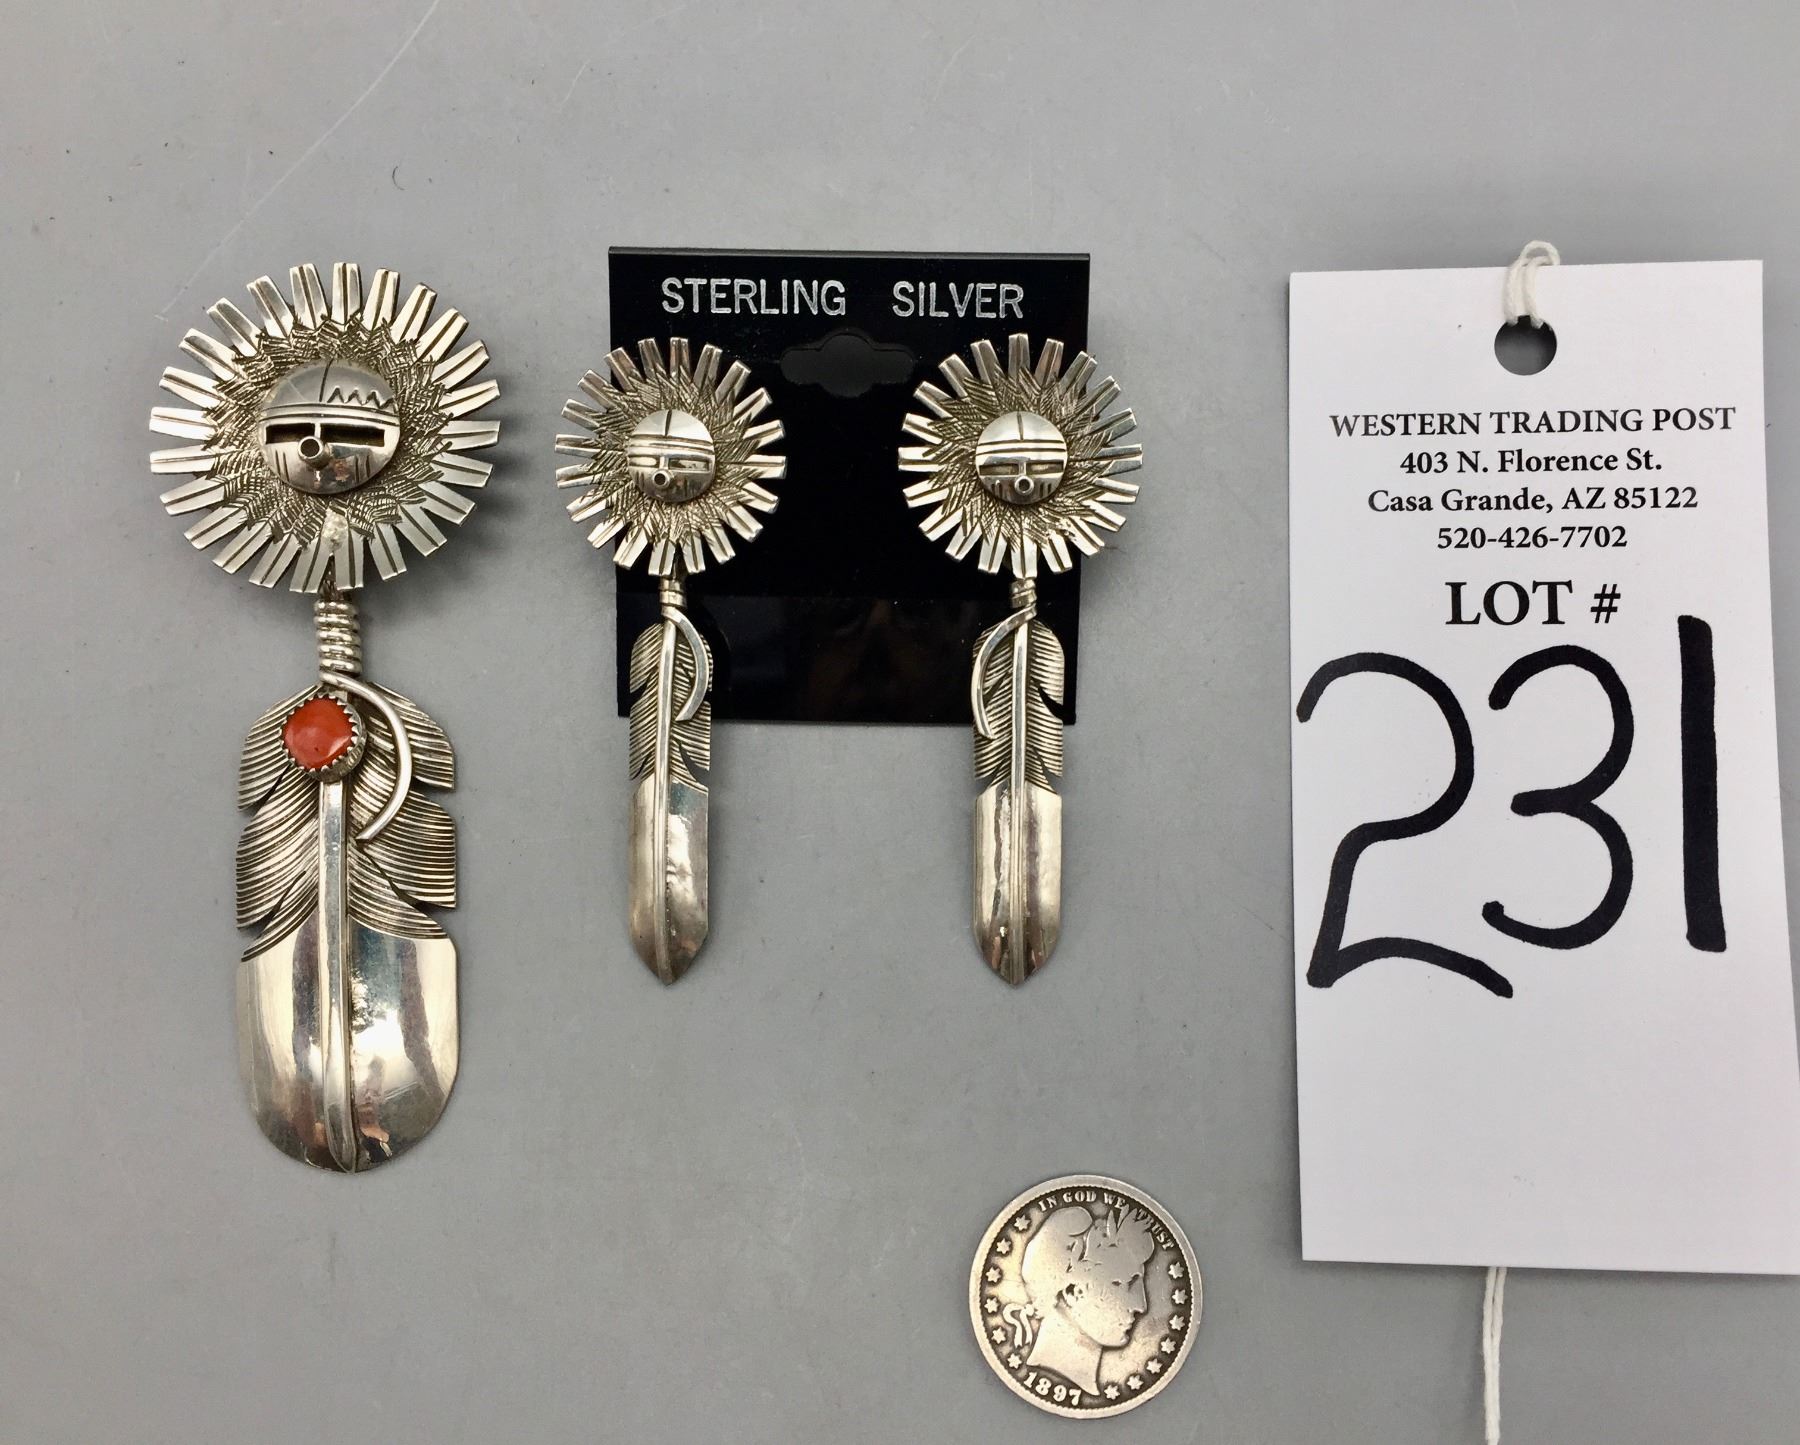 STERLING SILVER
WESTERN TRADING POST
403 N. Florence St.
Casa Grande, AZ 85122
520-426-7702
LOT #
231
IN GOD WE TRUST
1897